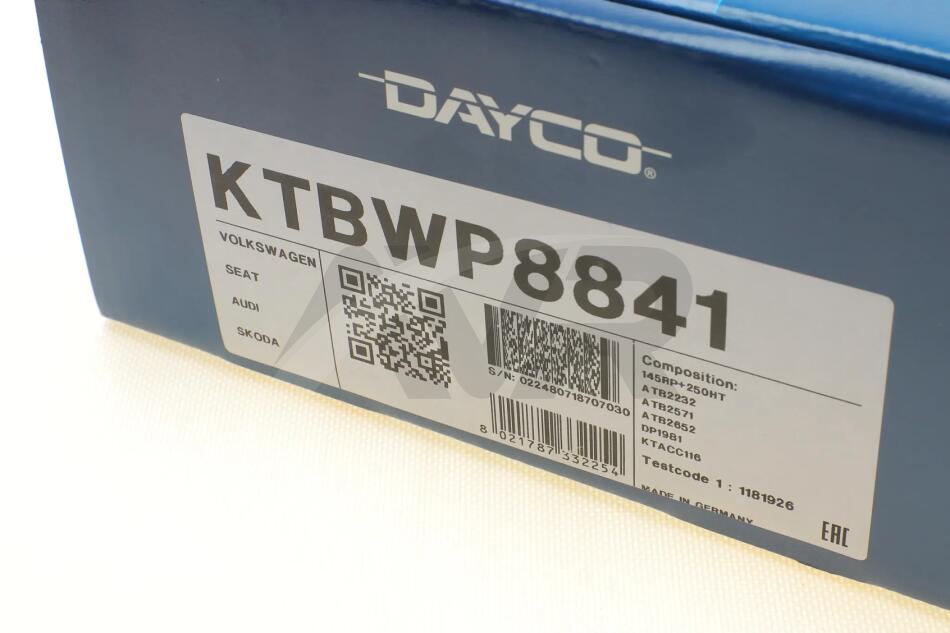 DAYCO®
KTBWP8841
VOLKSWAGEN
SEAT
AUDI
SKODA
S/N: 022480718707030
8 021787 332254
Composition:
145RP+250HT
ATB2232
ATB2571
ATB2652
DP1981
KTACC116
Testcode 1 : 1181926
MADE IN GERMANY
EAC
AVR